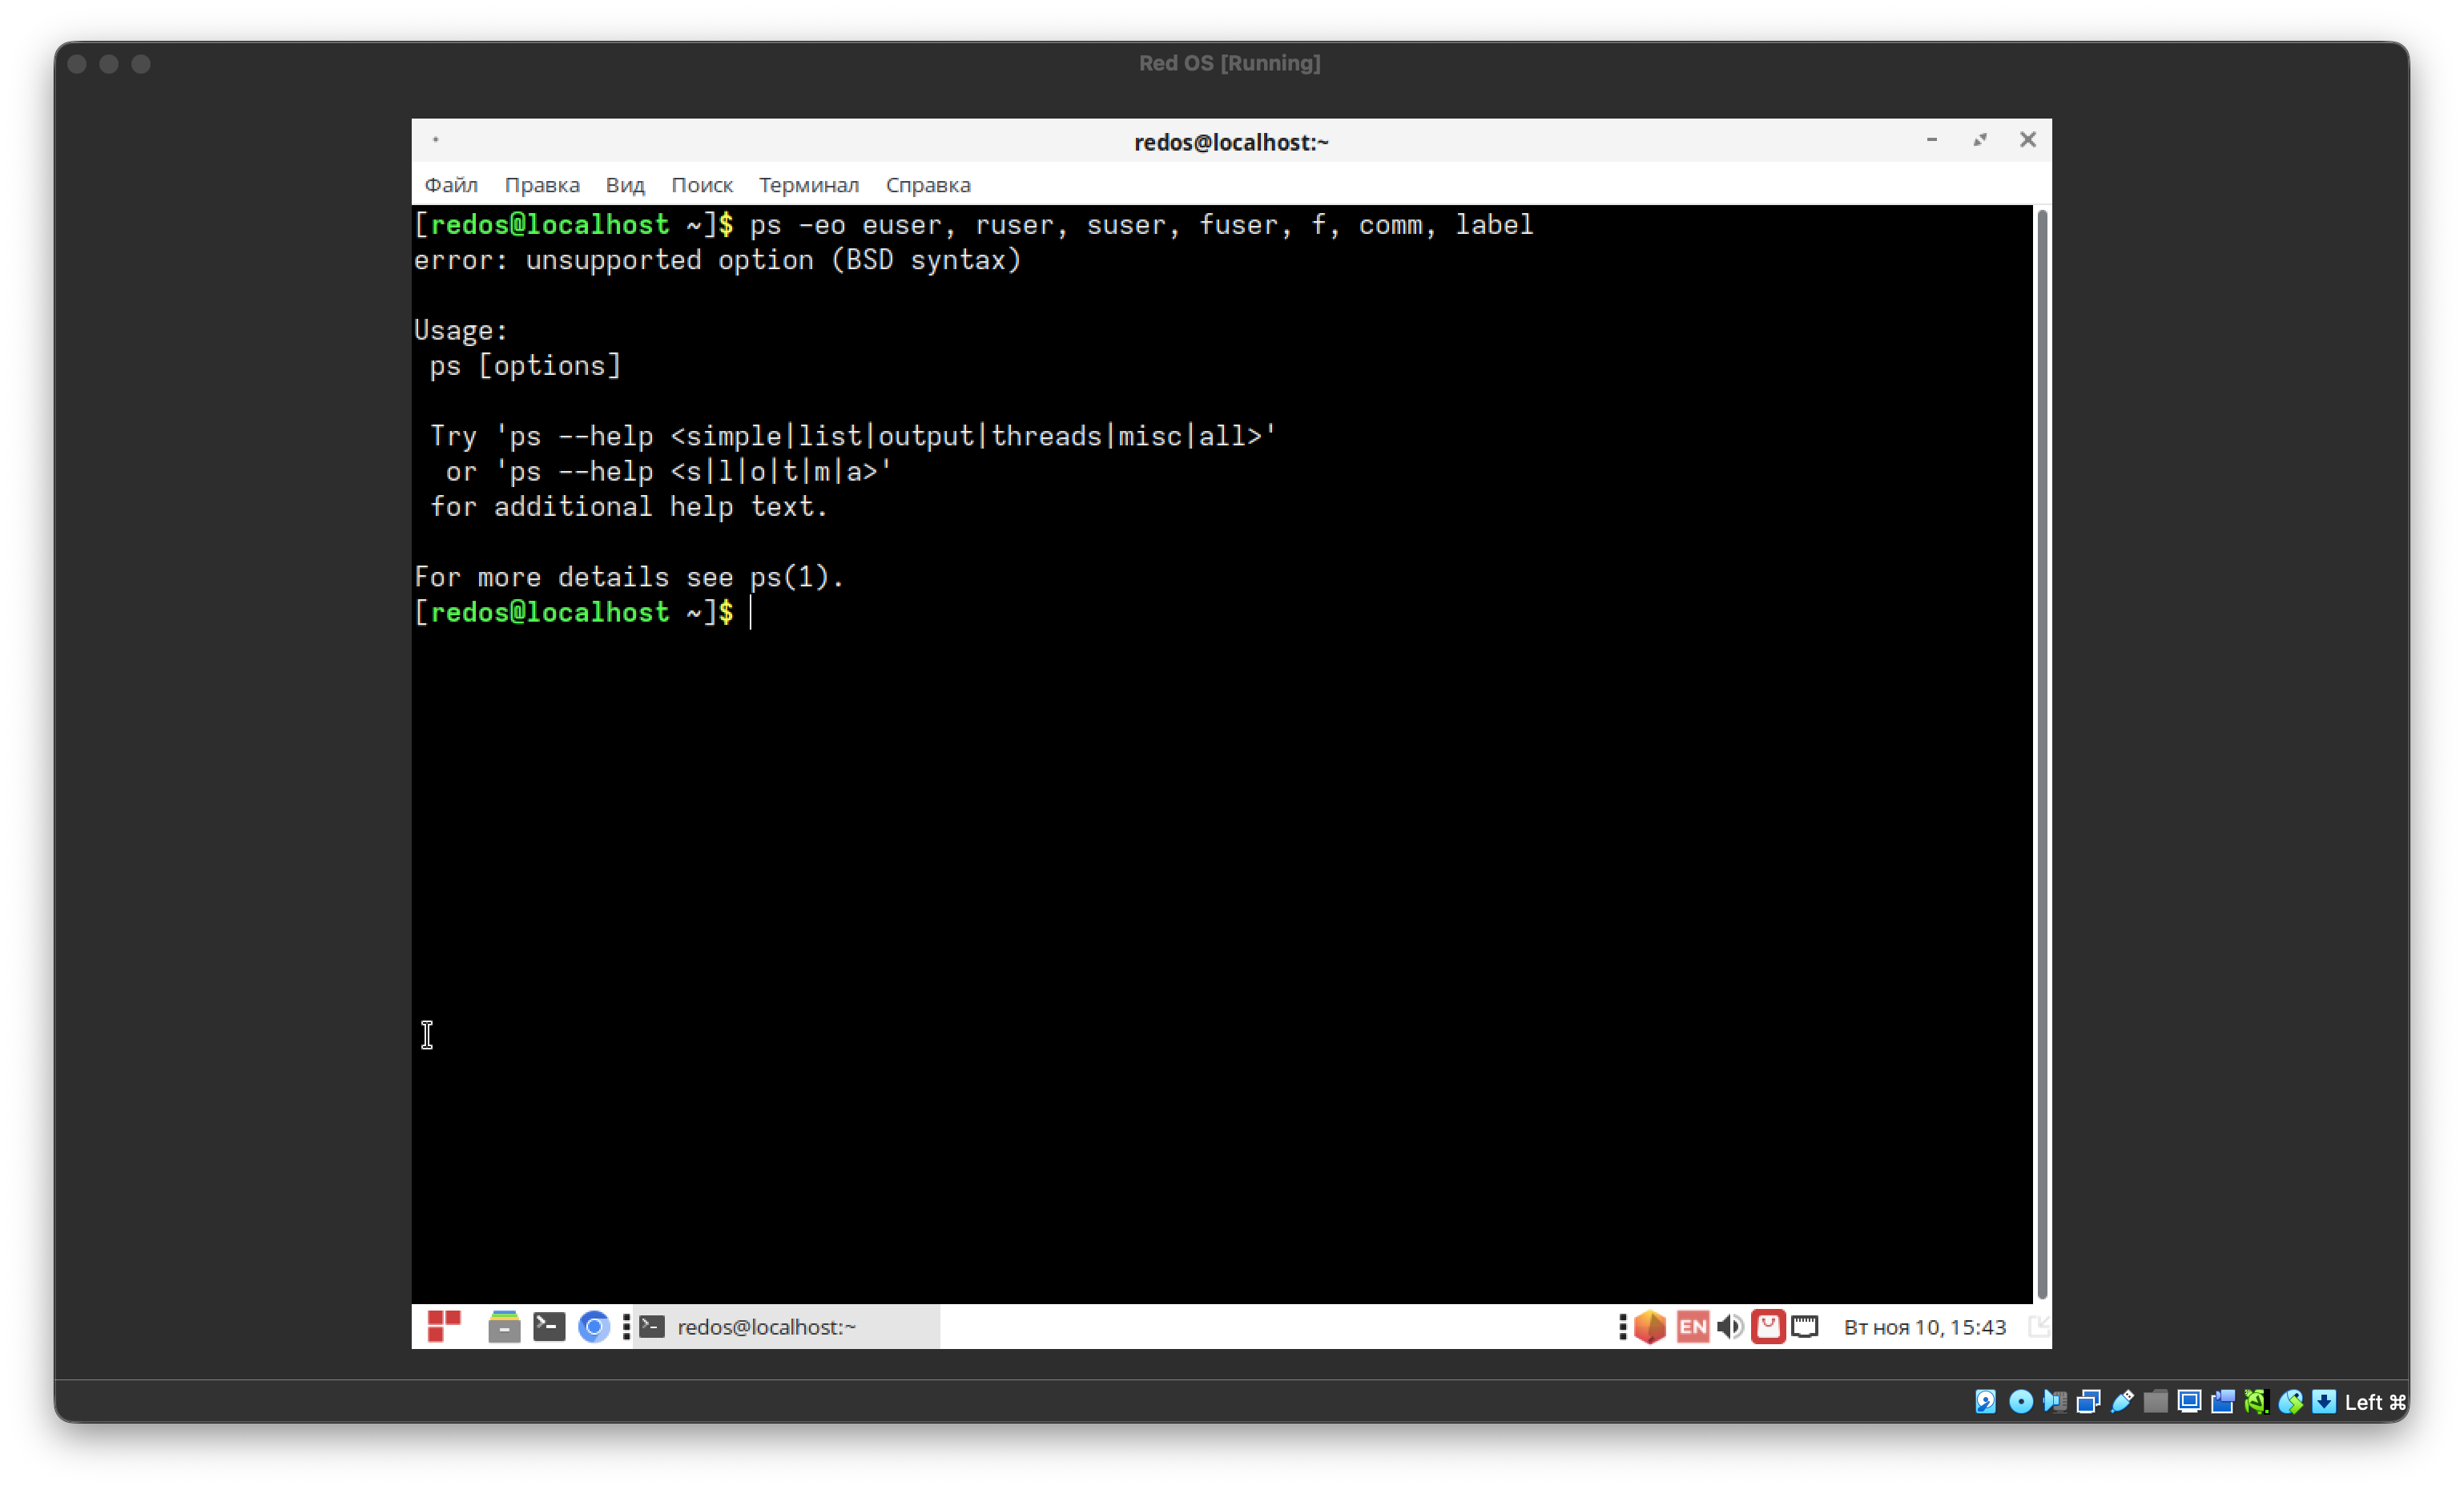 Red OS [Running]
redos@localhost:~
Файл Правка Вид Поиск Терминал Справка
[redos@localhost ~]$ ps -eo euser, ruser, suser, fuser, f, comm, label
error: unsupported option (BSD syntax)
Usage:
ps [options]
Try 'ps --help <simple|list|output|threads|misc|all>'
or 'ps --help <s|l|o|t|m|a>'
for additional help text.
For more details see ps(1).
[redos@localhost ~]$
redos@localhost:~ EN Вт ноя 10, 15:43
Left ⌘